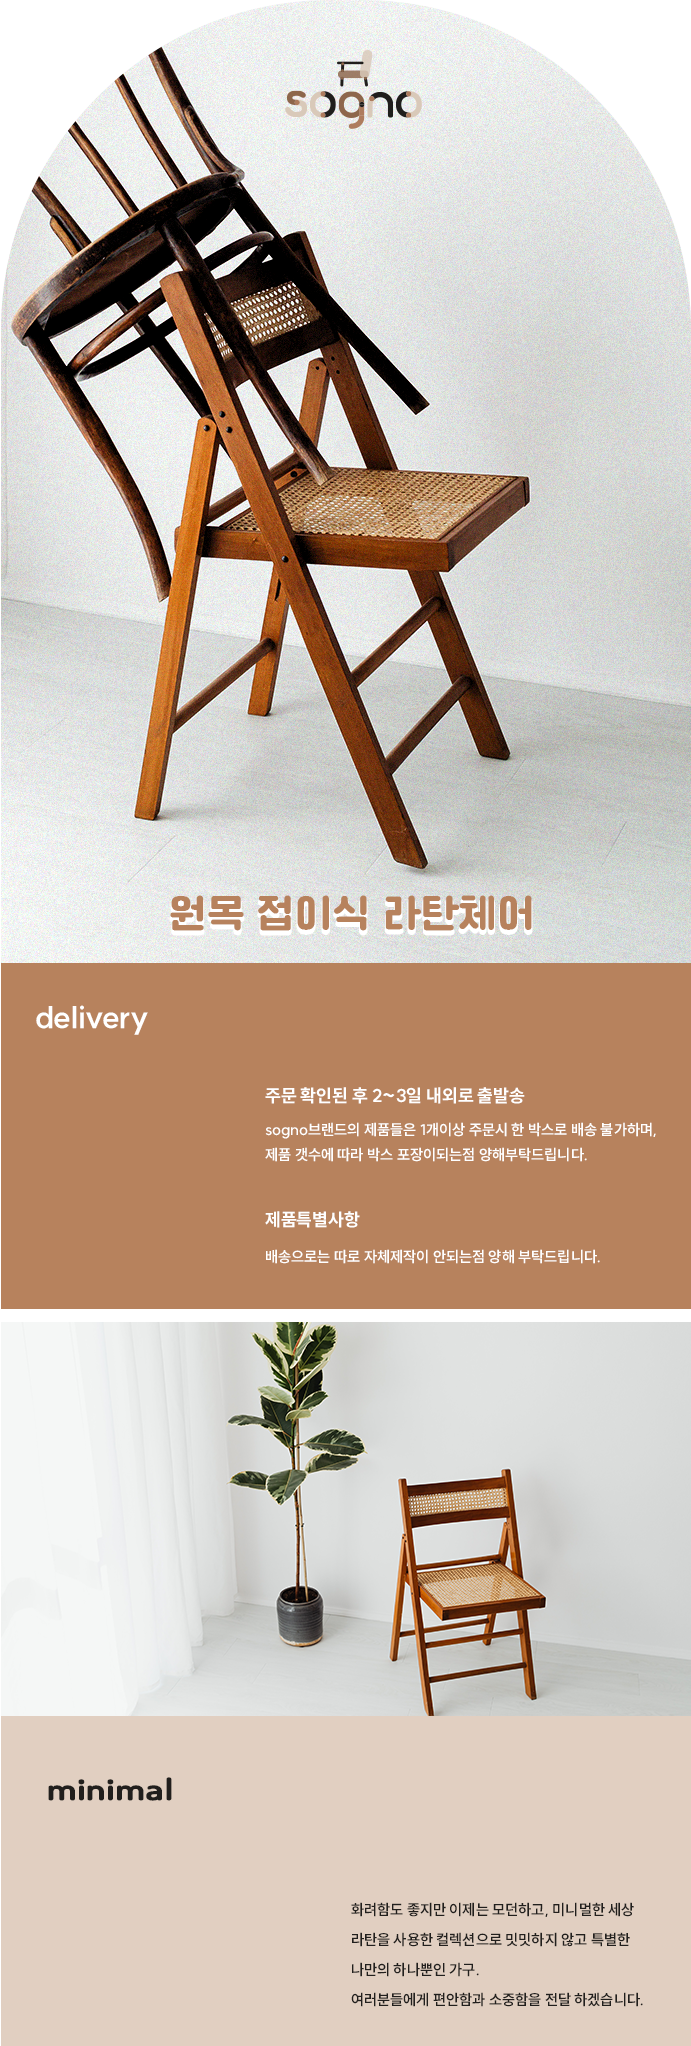 sogno
원목 접이식 라탄체어
delivery
주문 확인된 후 2~3일 내외로 출발송
sogno브랜드의 제품들은 1개이상 주문시 한 박스로 배송 불가하며,
제품 갯수에 따라 박스 포장이되는점 양해부탁드립니다.
제품특별사항
배송으로는 따로 자체제작이 안되는점 양해 부탁드립니다.
minimal
화려함도 좋지만 이제는 모던하고, 미니멀한 세상
라탄을 사용한 컬렉션으로 밋밋하지 않고 특별한
나만의 하나뿐인 가구.
여러분들에게 편안함과 소중함을 전달 하겠습니다.